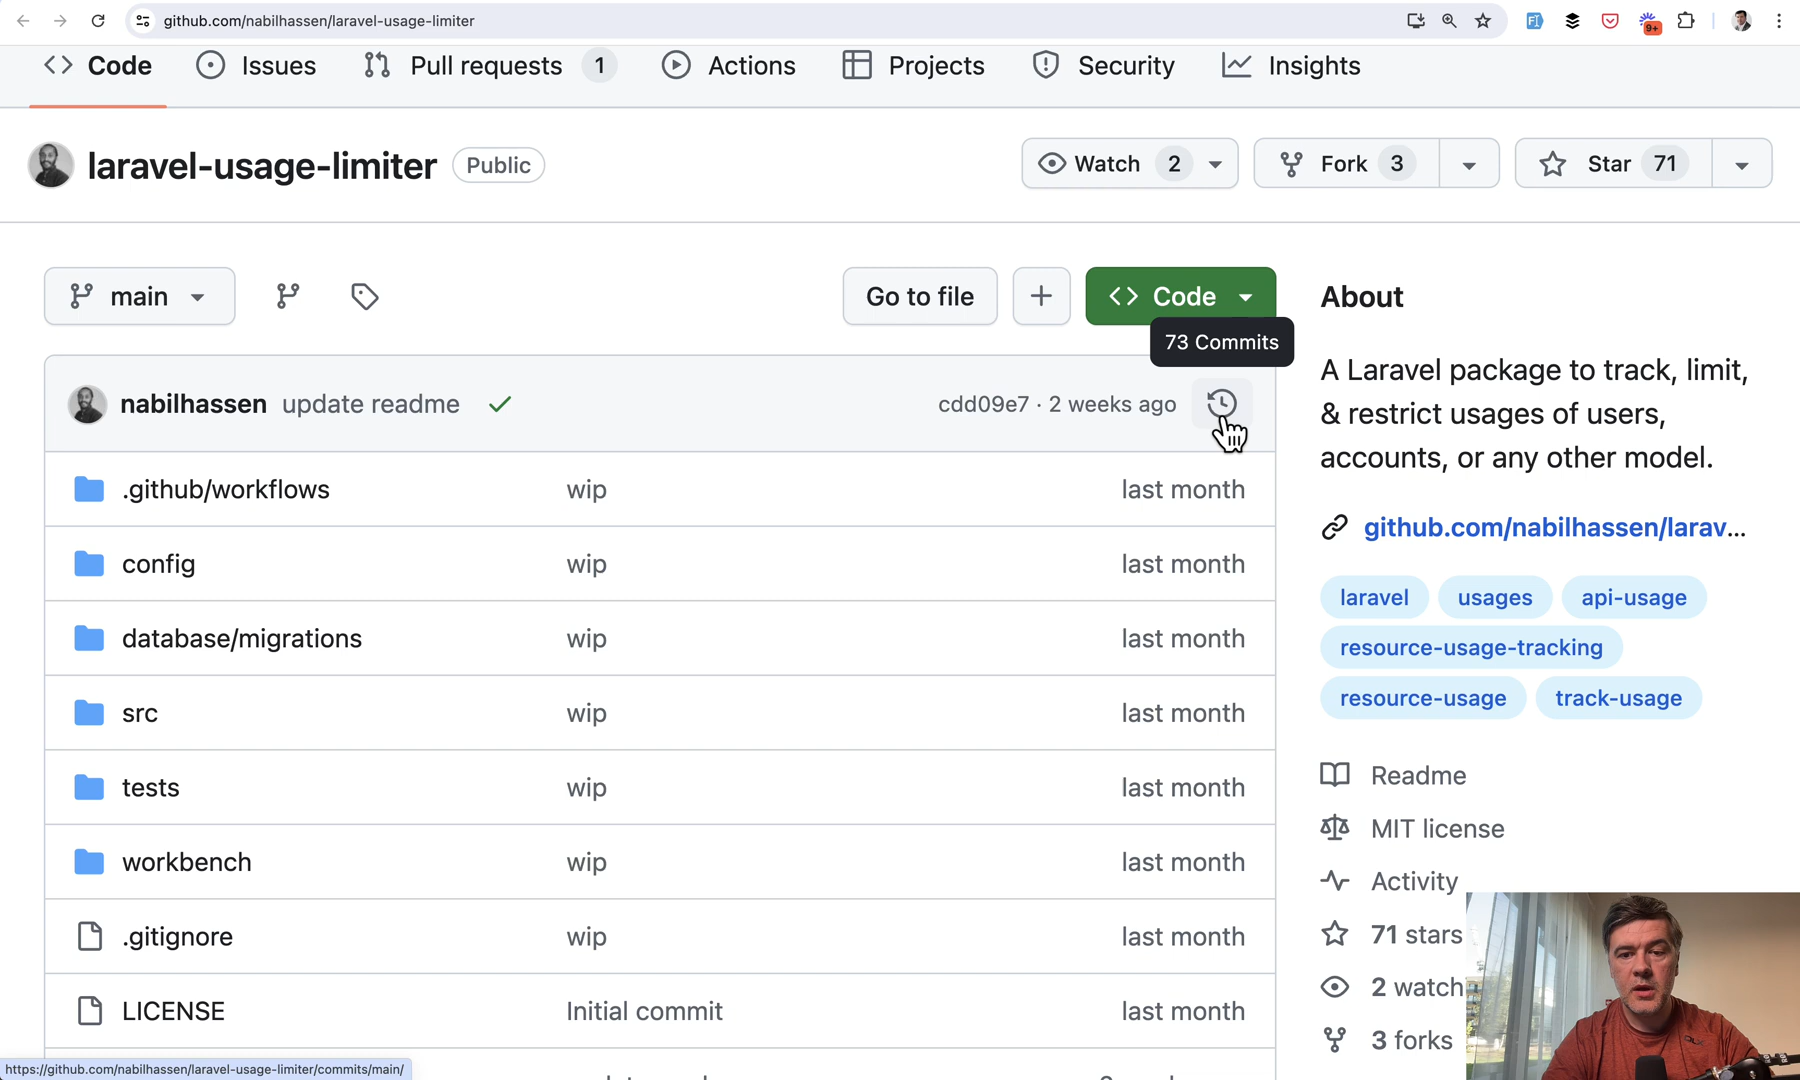 github.com/nabilhassen/laravel-usage-limiter
9+
Code
Issues
Pull requests 1
Actions
Projects
Security
Insights
laravel-usage-limiter Public
Watch 2
Fork 3
Star 71
main
Go to file
Code
73 Commits
nabilhassen update readme
cdd09e7 · 2 weeks ago
.github/workflows wip last month
config wip last month
database/migrations wip last month
src wip last month
tests wip last month
workbench wip last month
.gitignore wip last month
LICENSE Initial commit last month
About
A Laravel package to track, limit,
& restrict usages of users,
accounts, or any other model.
github.com/nabilhassen/larav...
laravel usages api-usage
resource-usage-tracking
resource-usage track-usage
Readme
MIT license
Activity
71 stars
2 watch
3 forks
https://github.com/nabilhassen/laravel-usage-limiter/commits/main/